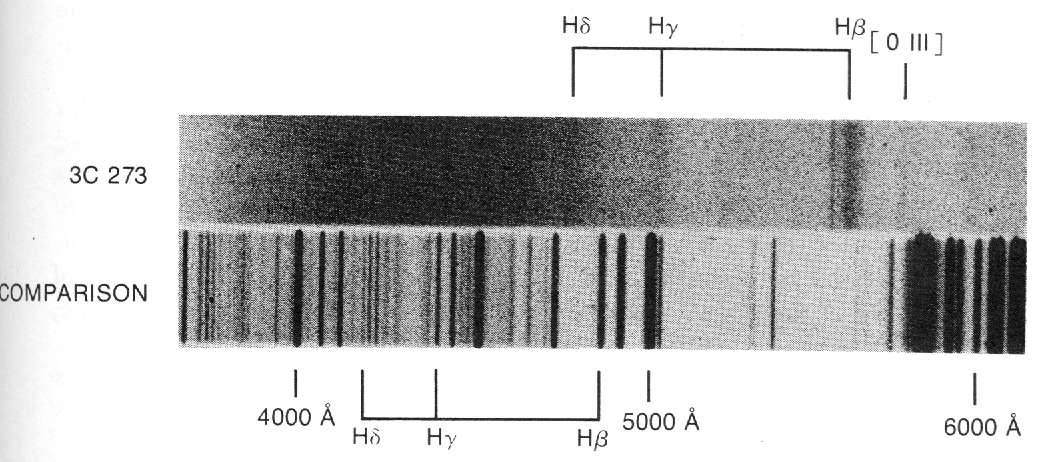 Hδ Hγ Hβ [O III]
3C 273
COMPARISON
4000 Å 5000 Å 6000 Å
Hδ Hγ Hβ